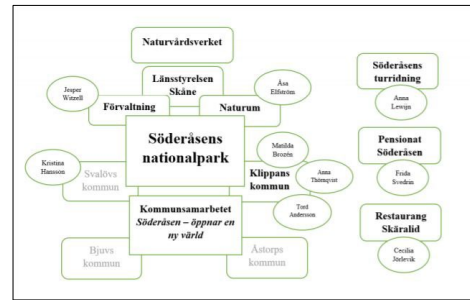 Naturvårdsverket
Länsstyrelsen
Skåne
Jesper
Witzell
Förvaltning
Naturum
Åsa
Elfström
Söderåsens
nationalpark
Matilda
Brozén
Kristina
Hansson
Svalövs
kommun
Klippans
kommun
Anna
Thörnqvist
Tord
Andersson
Kommunsamarbetet
Söderåsen – öppnar en
ny värld
Bjuvs
kommun
Åstorps
kommun
Söderåsens
turridning
Anna
Lewijn
Pensionat
Söderåsen
Frida
Svedrin
Restaurang
Skäralid
Cecilia
Jörlevik